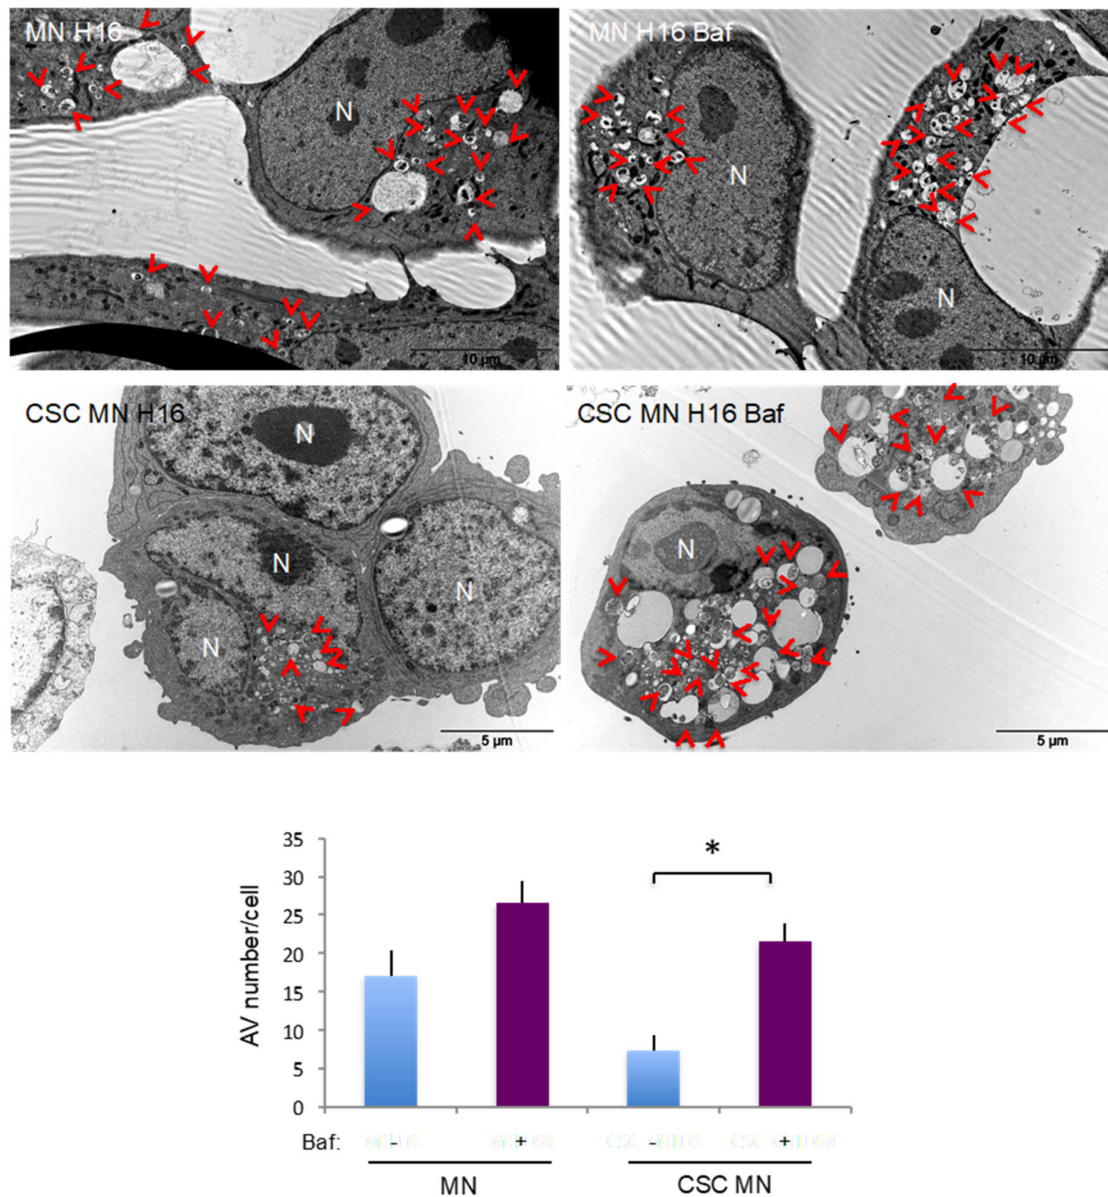 MN H16
N
10 µm
MN H16 Baf
N
N
10 µm
CSC MN H16
N
N
N
N
5 µm
CSC MN H16 Baf
N
5 µm
*
AV number/cell
35
30
25
20
15
10
5
0
Baf: - + - +
MN CSC MN